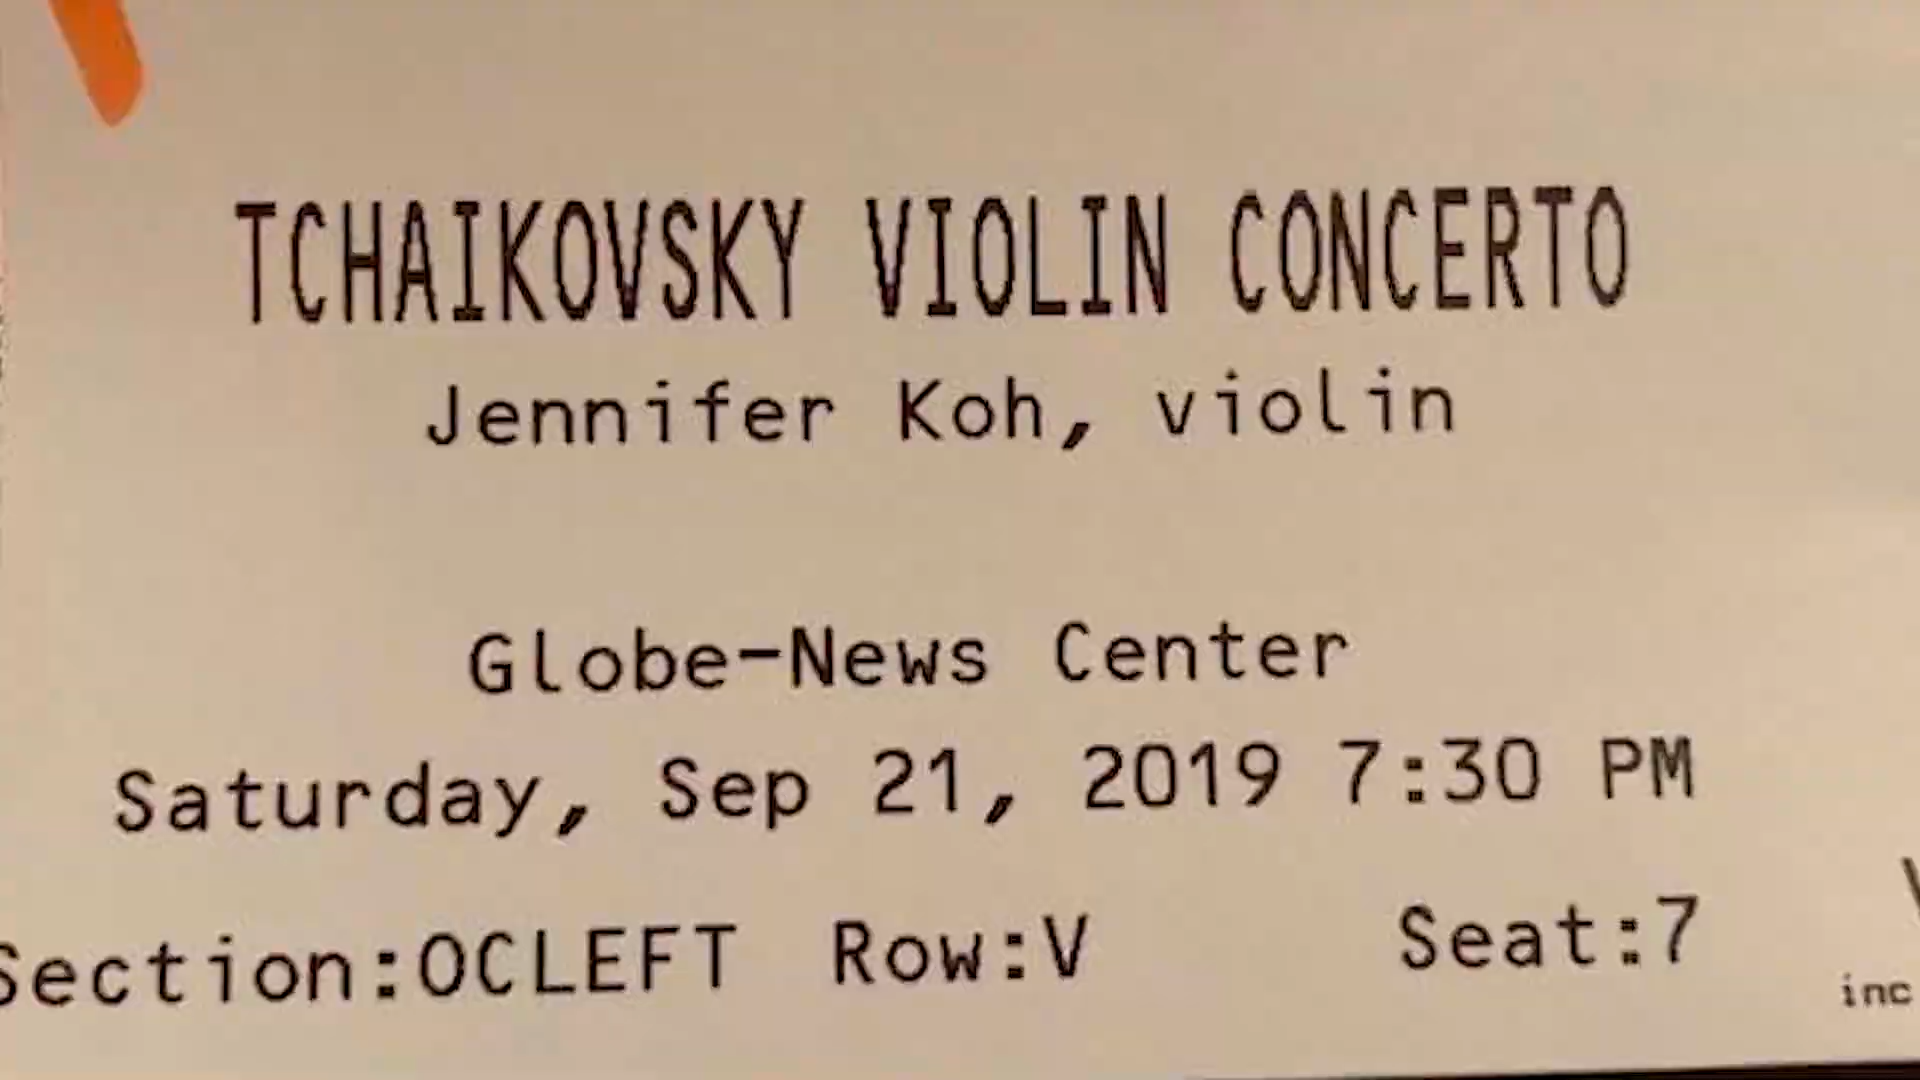 TCHAIKOVSKY VIOLIN CONCERTO
Jennifer Koh, violin
Globe-News Center
Saturday, Sep 21, 2019 7:30 PM
Section:OCLEFT Row:V Seat:7
inc